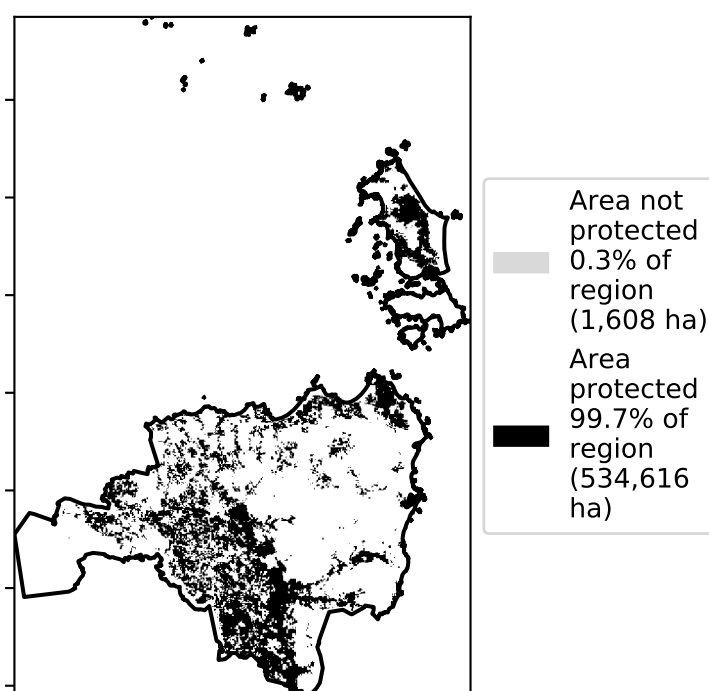 Area not
protected
0.3% of
region
(1,608 ha)
Area
protected
99.7% of
region
(534,616
ha)